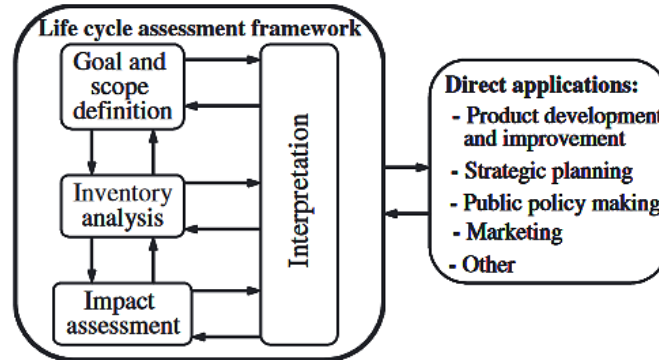 Life cycle assessment framework
Goal and
scope
definition
Inventory
analysis
Impact
assessment
Interpretation
Direct applications:
- Product development
and improvement
- Strategic planning
- Public policy making
- Marketing
- Other